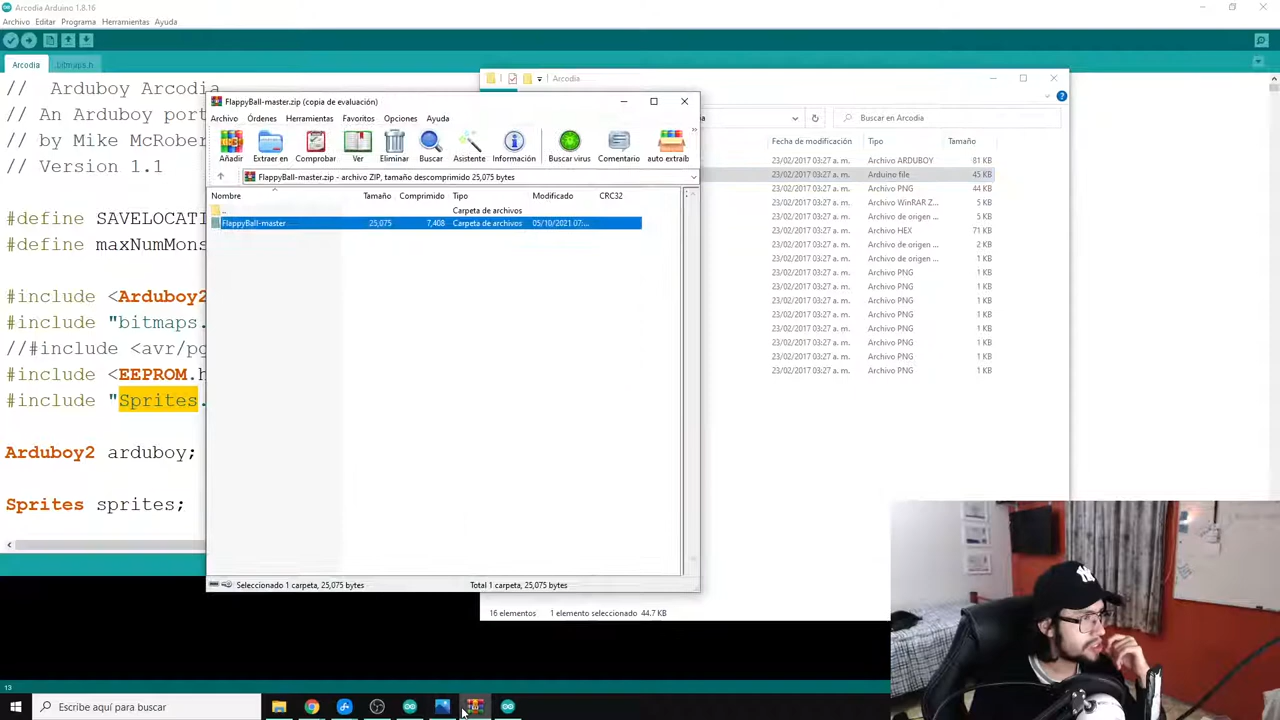 Arcodia Arduino 1.8.16
Archivo Editar Programa Herramientas Ayuda
Arcodia bitmaps.h
// Arduboy Arcodia
// An Arduboy port
// by Mike McRober
// Version 1.1
#define SAVELOCATI
#define maxNumMons
#include <Arduboy2
#include "bitmaps.
//#include <avr/pg
#include <EEPROM.h
#include "Sprites.
Arduboy2 arduboy;
Sprites sprites;
13
FlappyBall-master.zip (copia de evaluación)
Archivo Órdenes Herramientas Favoritos Opciones Ayuda
Añadir Extraer en Comprobar Ver Eliminar Buscar Asistente Información Buscar virus Comentario auto extraíb
FlappyBall-master.zip - archivo ZIP, tamaño descomprimido 25,075 bytes
Nombre Tamaño Comprimido Tipo Modificado CRC32
.. Carpeta de archivos
FlappyBall-master 25,075 7,408 Carpeta de archivos 05/10/2021 07:...
Seleccionado 1 carpeta, 25,075 bytes Total 1 carpeta, 25,075 bytes
Arcodia
Buscar en Arcodia
Fecha de modificación Tipo Tamaño
23/02/2017 03:27 a. m. Archivo ARDUBOY 81 KB
23/02/2017 03:27 a. m. Arduino file 45 KB
23/02/2017 03:27 a. m. Archivo PNG 44 KB
23/02/2017 03:27 a. m. Archivo WinRAR Z... 1 KB
23/02/2017 03:27 a. m. Archivo de origen ... 1 KB
23/02/2017 03:27 a. m. Archivo HEX 71 KB
23/02/2017 03:27 a. m. Archivo de origen ... 2 KB
23/02/2017 03:27 a. m. Archivo de origen ... 1 KB
23/02/2017 03:27 a. m. Archivo PNG 1 KB
23/02/2017 03:27 a. m. Archivo PNG 1 KB
23/02/2017 03:27 a. m. Archivo PNG 1 KB
23/02/2017 03:27 a. m. Archivo PNG 1 KB
23/02/2017 03:27 a. m. Archivo PNG 1 KB
23/02/2017 03:27 a. m. Archivo PNG 1 KB
23/02/2017 03:27 a. m. Archivo PNG 1 KB
23/02/2017 03:27 a. m. Archivo PNG 1 KB
16 elementos 1 elemento seleccionado 44.7 KB
Escribe aquí para buscar